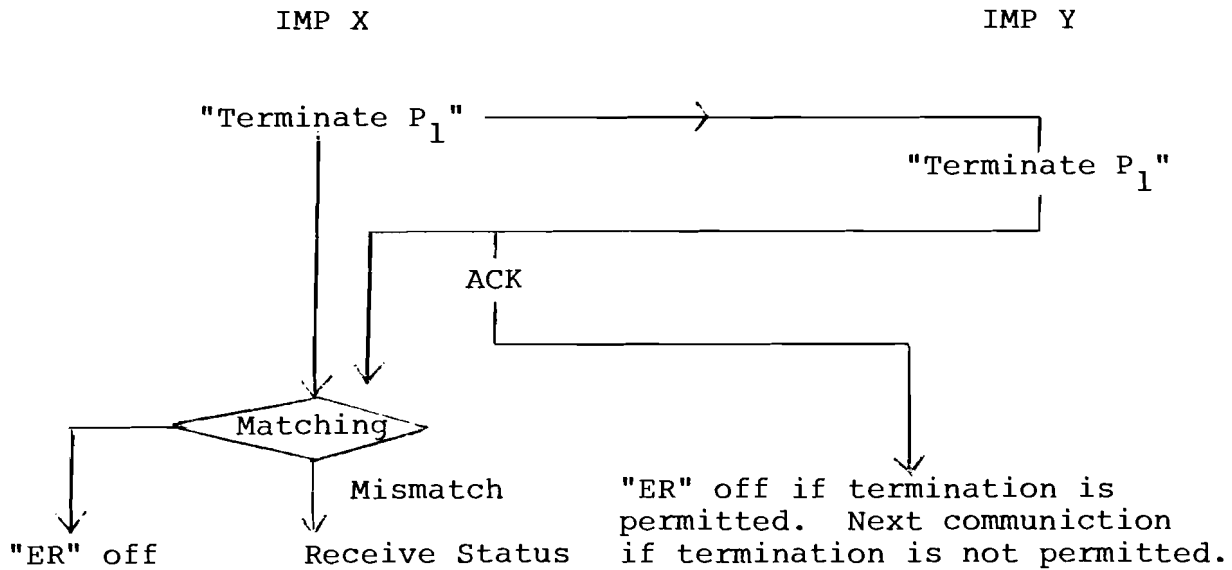 IMP X
IMP Y
"Terminate P1"
"Terminate P1"
ACK
Matching
Mismatch
"ER" off
Receive Status
"ER" off if termination is
permitted. Next communiction
if termination is not permitted.